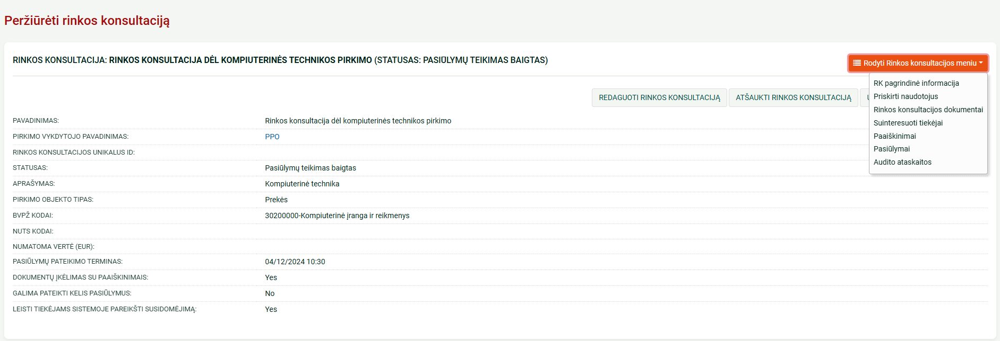 Peržiūrėti rinkos konsultaciją
RINKOS KONSULTACIJA: RINKOS KONSULTACIJA DĖL KOMPIUTERINĖS TECHNIKOS PIRKIMO (STATUSAS: PASIŪLYMŲ TEIKIMAS BAIGTAS)
Rodyti Rinkos konsultacijos meniu
RK pagrindinė informacija
Priskirti naudotojus
Rinkos konsultacijos dokumentai
Suinteresuoti tiekėjai
Paaiškinimai
Pasiūlymai
Audito ataskaitos
REDAGUOTI RINKOS KONSULTACIJĄ ATŠAUKTI RINKOS KONSULTACIJĄ
PAVADINIMAS: Rinkos konsultacija dėl kompiuterinės technikos pirkimo
PIRKIMO VYKDYTOJO PAVADINIMAS: PPO
RINKOS KONSULTACIJOS UNIKALUS ID:
STATUSAS: Pasiūlymų teikimas baigtas
APRAŠYMAS: Kompiuterinė technika
PIRKIMO OBJEKTO TIPAS: Prekės
BVPŽ KODAI: 30200000-Kompiuterinė įranga ir reikmenys
NUTS KODAI:
NUMATOMA VERTĖ (EUR):
PASIŪLYMŲ PATEIKIMO TERMINAS: 04/12/2024 10:30
DOKUMENTŲ ĮKĖLIMAS SU PAAIŠKINIMAIS: Yes
GALIMA PATEIKTI KELIS PASIŪLYMUS: No
LEISTI TIEKĖJAMS SISTEMOJE PAREIKŠTI SUSIDOMĖJIMĄ: Yes